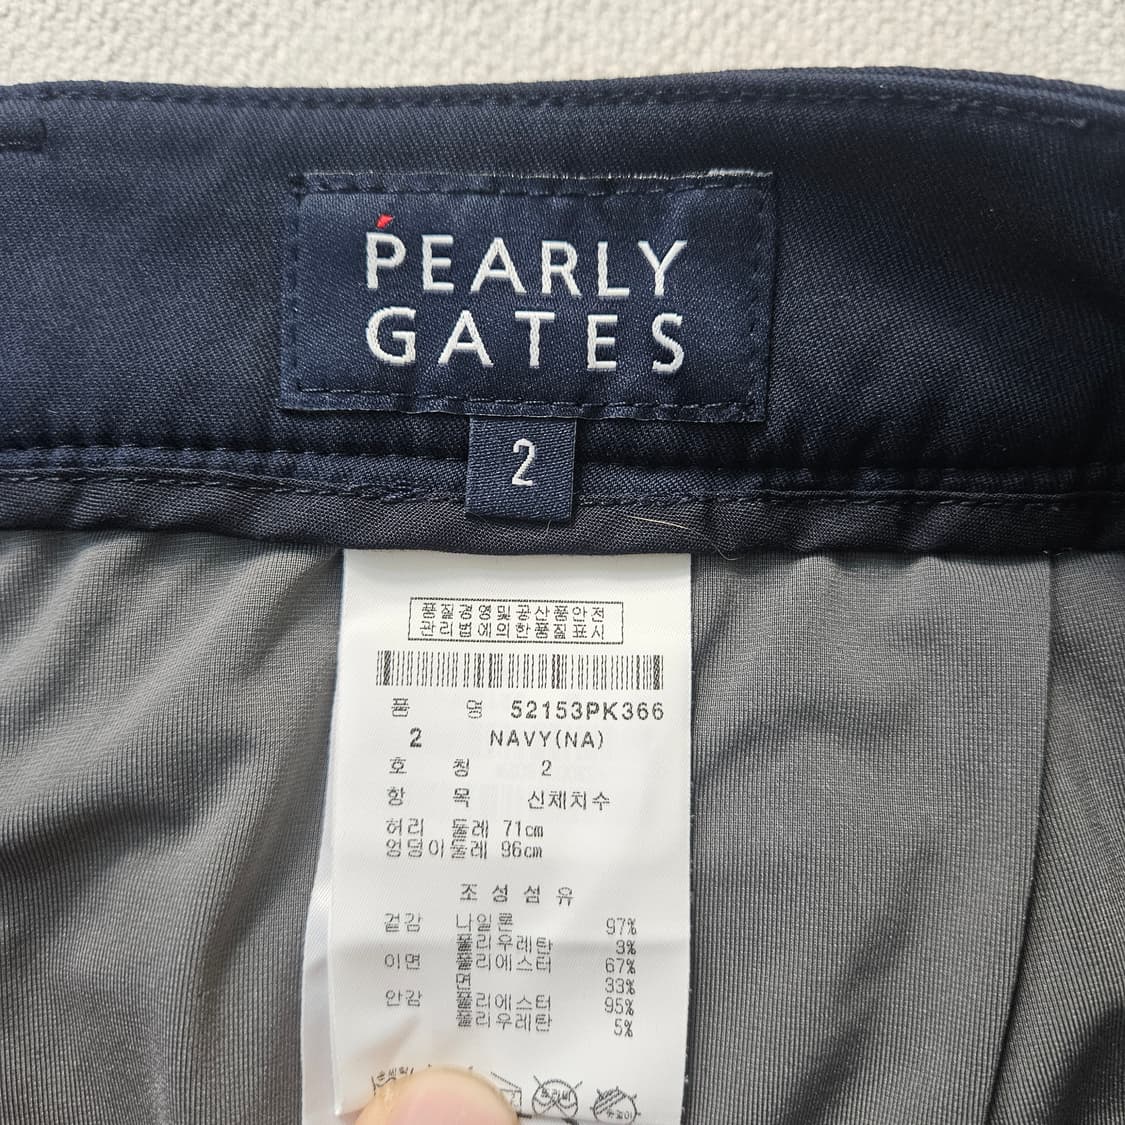 PEARLY
GATES
2
품질경영및공산품안전
관리법에의한품질표시
품 명 52153PK366
2 NAVY(NA)
호 칭 2
항 목 신체치수
허리 둘레 71cm
엉덩이둘레 96cm
조성섬유
겉감 나일론 97%
폴리우레탄 3%
이면 폴리에스터 67%
면 33%
안감 폴리에스터 95%
폴리우레탄 5%
드라이